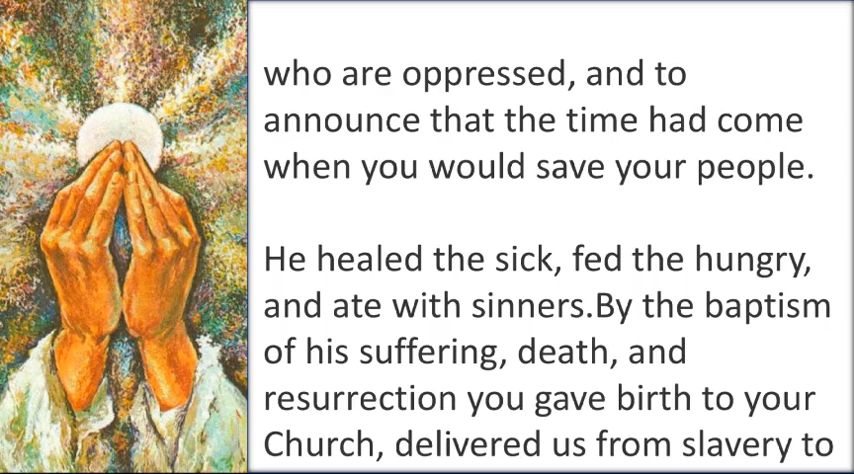 who are oppressed, and to
announce that the time had come
when you would save your people.
He healed the sick, fed the hungry,
and ate with sinners.By the baptism
of his suffering, death, and
resurrection you gave birth to your
Church, delivered us from slavery to